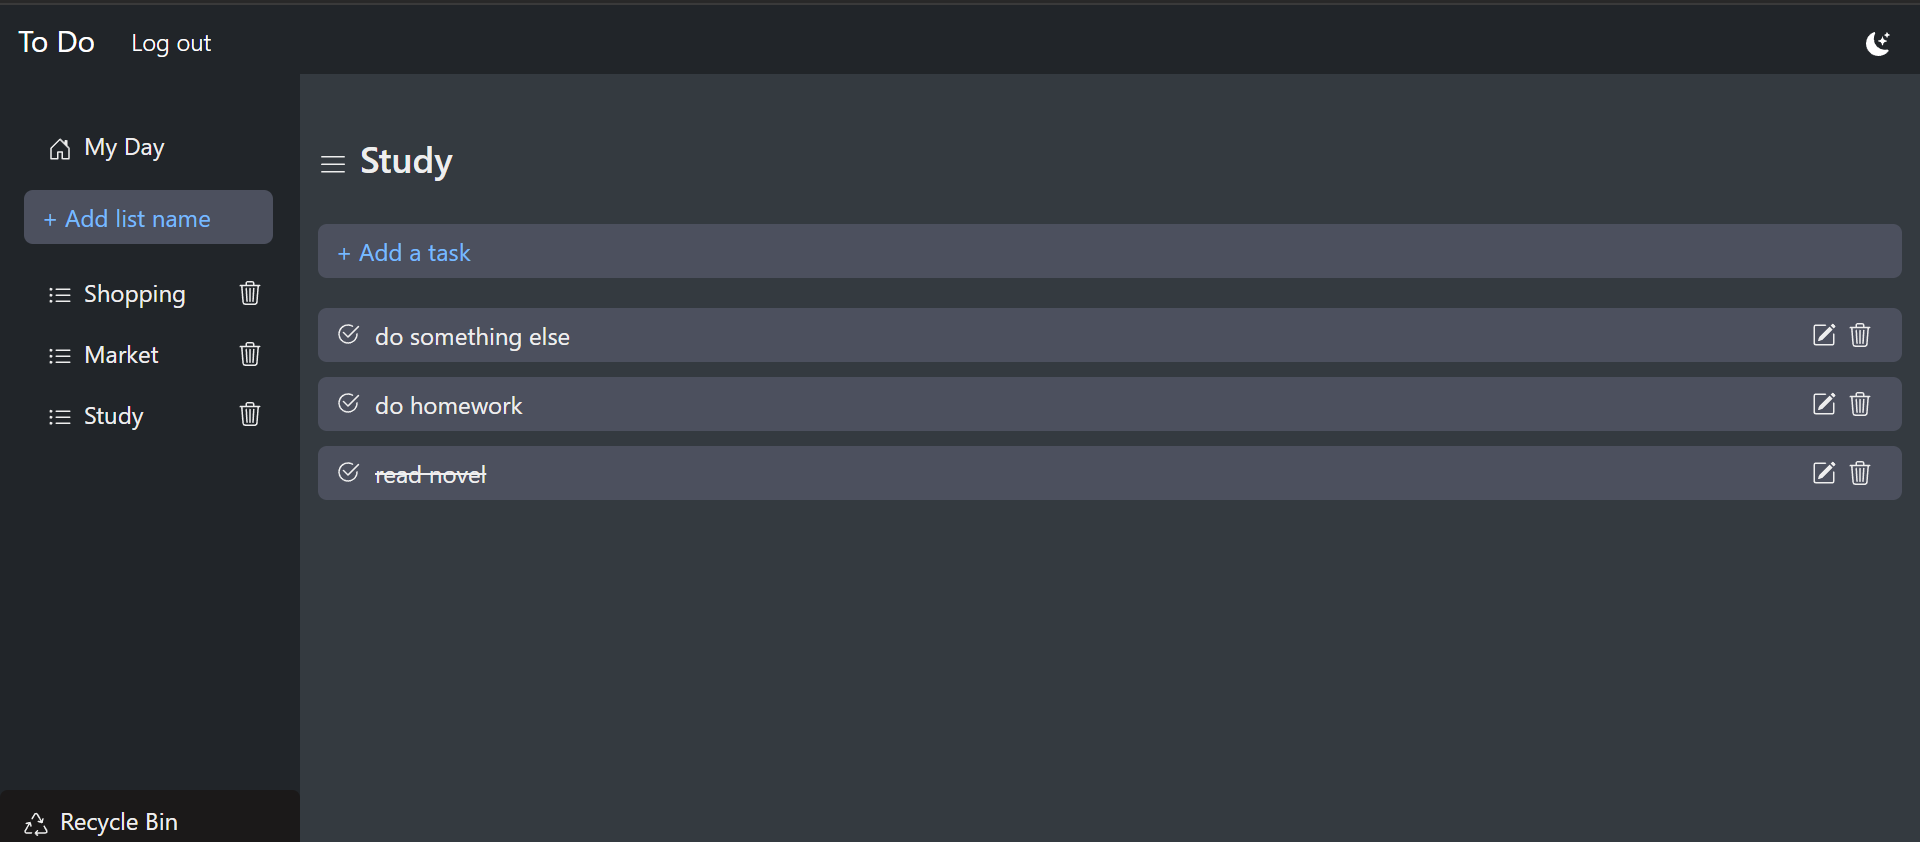 To Do Log out
My Day
+ Add list name
Shopping
Market
Study
Recycle Bin
Study
+ Add a task
do something else
do homework
read novel